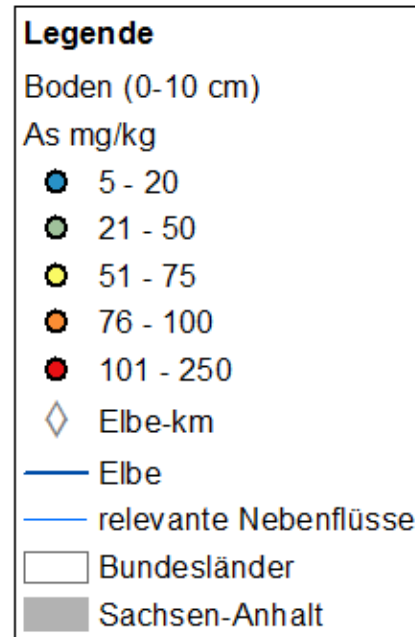 Legende
Boden (0-10 cm)
As mg/kg
5 - 20
21 - 50
51 - 75
76 - 100
101 - 250
Elbe-km
Elbe
relevante Nebenflüsse
Bundesländer
Sachsen-Anhalt